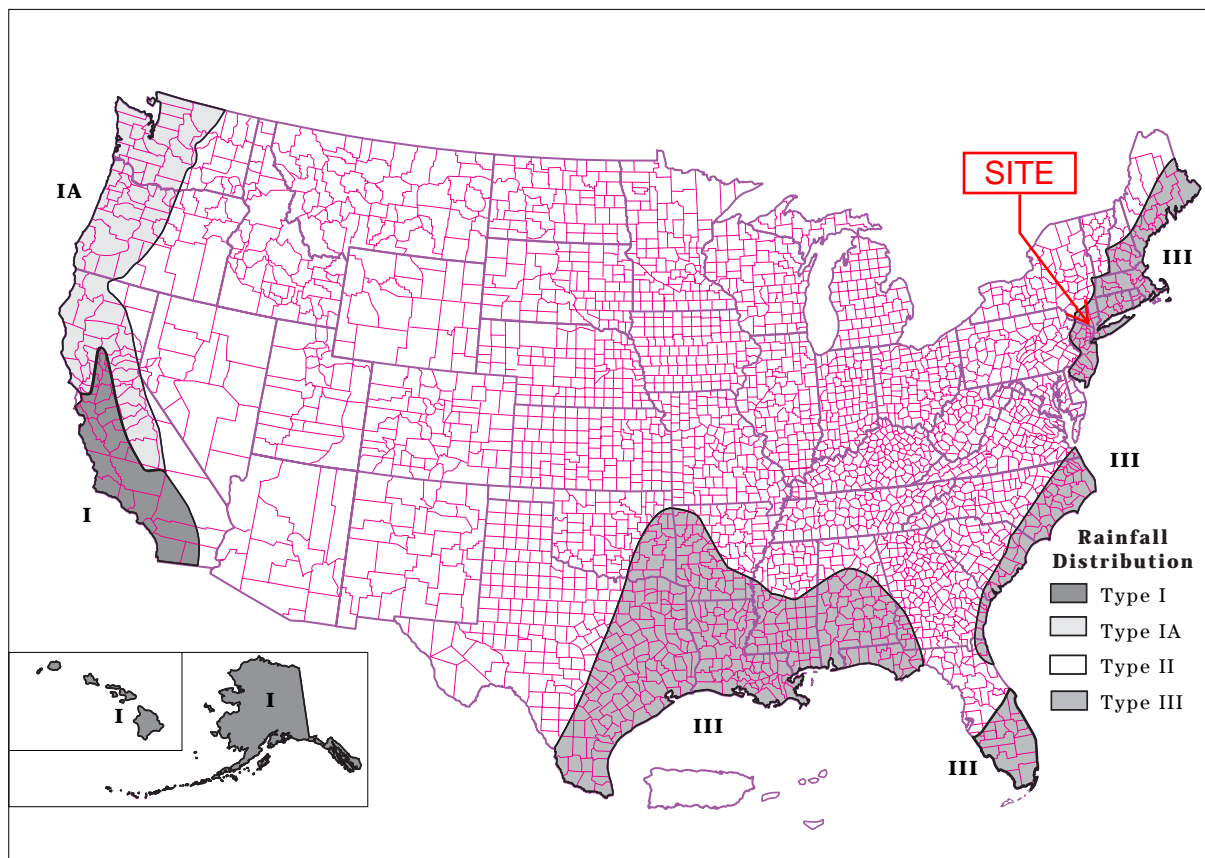 SITE
IA
III
III
I
Rainfall
Distribution
Type I
Type IA
Type II
Type III
I
I
III
III